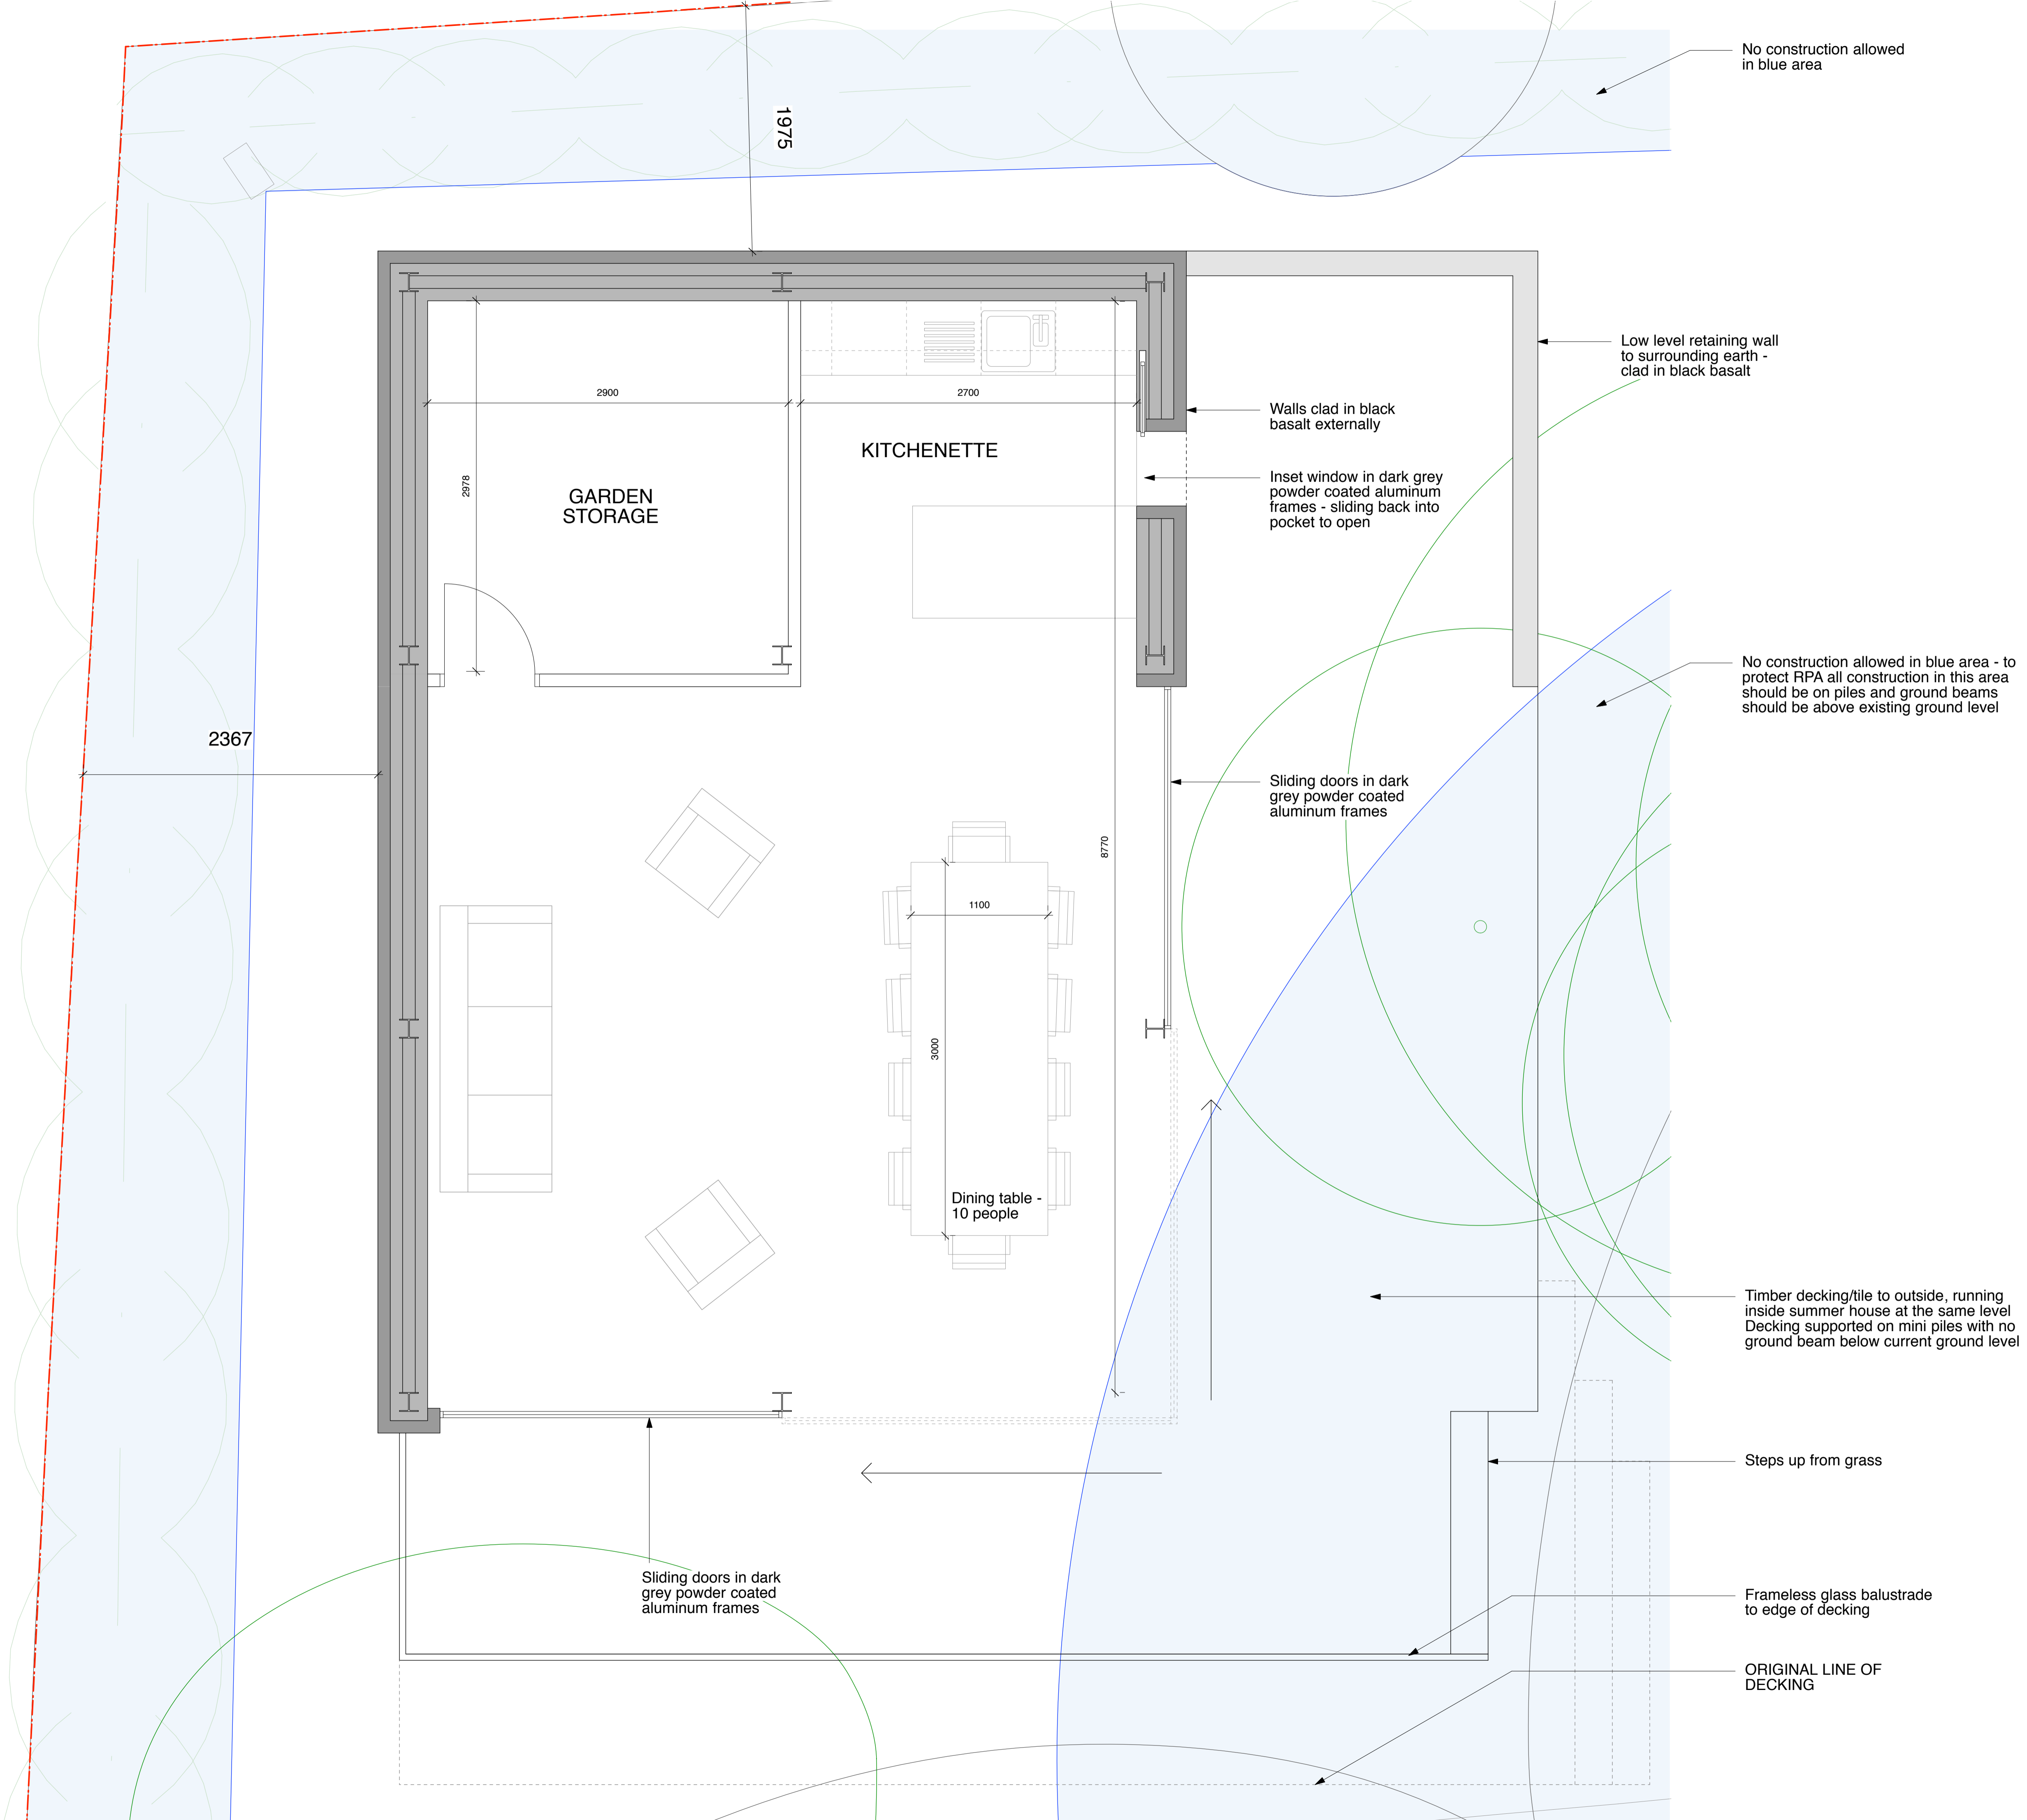 No construction allowed
in blue area
1975
Low level retaining wall
to surrounding earth -
clad in black basalt
2900
2700
Walls clad in black
basalt externally
KITCHENETTE
2978
Inset window in dark grey
powder coated aluminum
frames - sliding back into
pocket to open
GARDEN
STORAGE
No construction allowed in blue area - to
protect RPA all construction in this area
should be on piles and ground beams
should be above existing ground level
2367
Sliding doors in dark
grey powder coated
aluminum frames
8770
1100
3000
Dining table -
10 people
Timber decking/tile to outside, running
inside summer house at the same level
Decking supported on mini piles with no
ground beam below current ground level
Steps up from grass
Sliding doors in dark
grey powder coated
aluminum frames
Frameless glass balustrade
to edge of decking
ORIGINAL LINE OF
DECKING